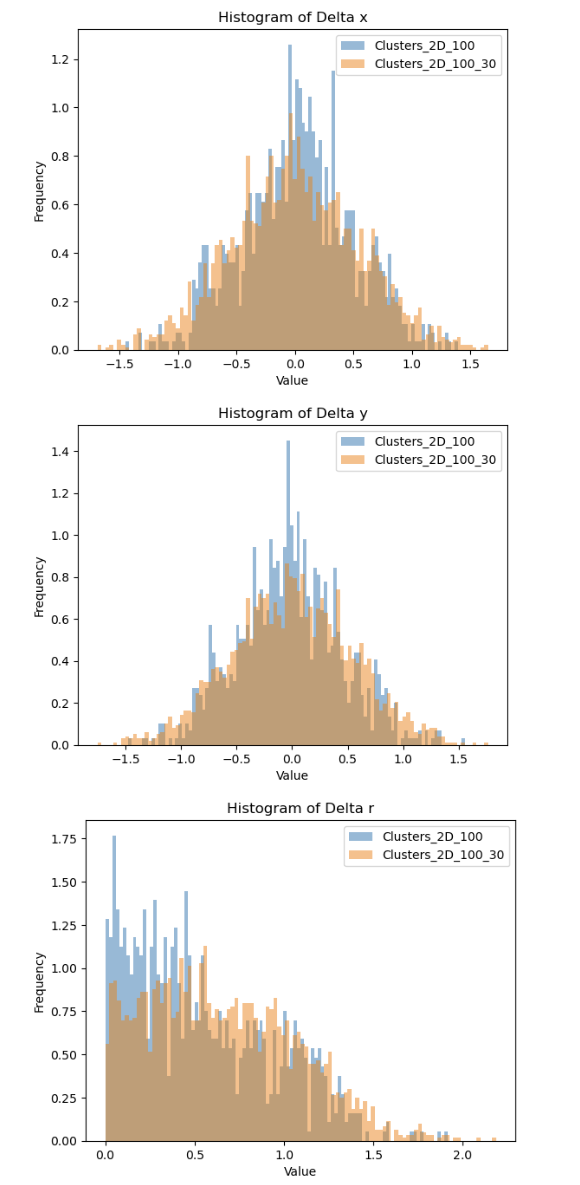 Histogram of Delta x
Clusters_2D_100
Clusters_2D_100_30
Frequency
1.2
1.0
0.8
0.6
0.4
0.2
0.0
−1.5 −1.0 −0.5 0.0 0.5 1.0 1.5
Value
Histogram of Delta y
Clusters_2D_100
Clusters_2D_100_30
Frequency
1.4
1.2
1.0
0.8
0.6
0.4
0.2
0.0
−1.5 −1.0 −0.5 0.0 0.5 1.0 1.5
Value
Histogram of Delta r
Clusters_2D_100
Clusters_2D_100_30
Frequency
1.75
1.50
1.25
1.00
0.75
0.50
0.25
0.00
0.0 0.5 1.0 1.5 2.0
Value